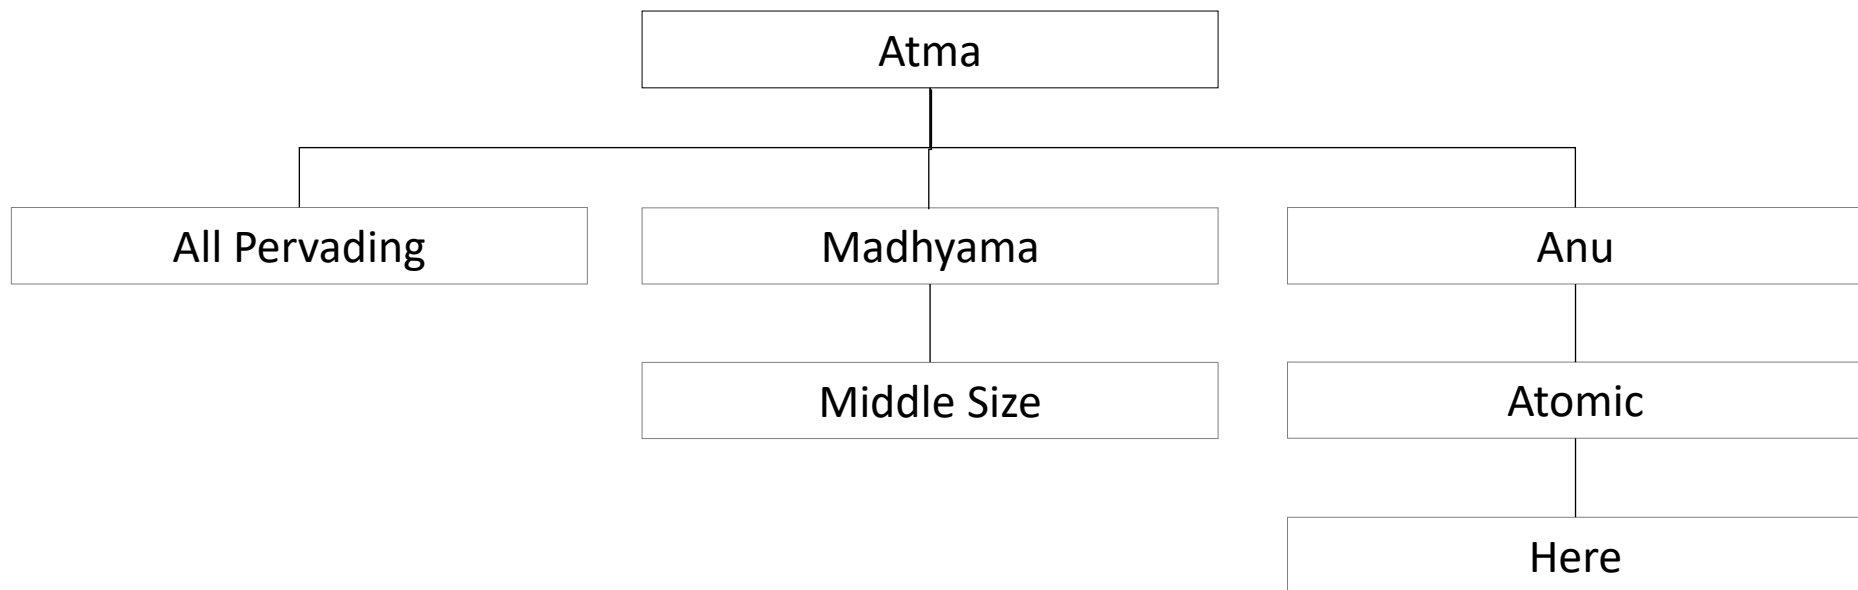 Atma
All Pervading
Madhyama
Anu
Middle Size
Atomic
Here